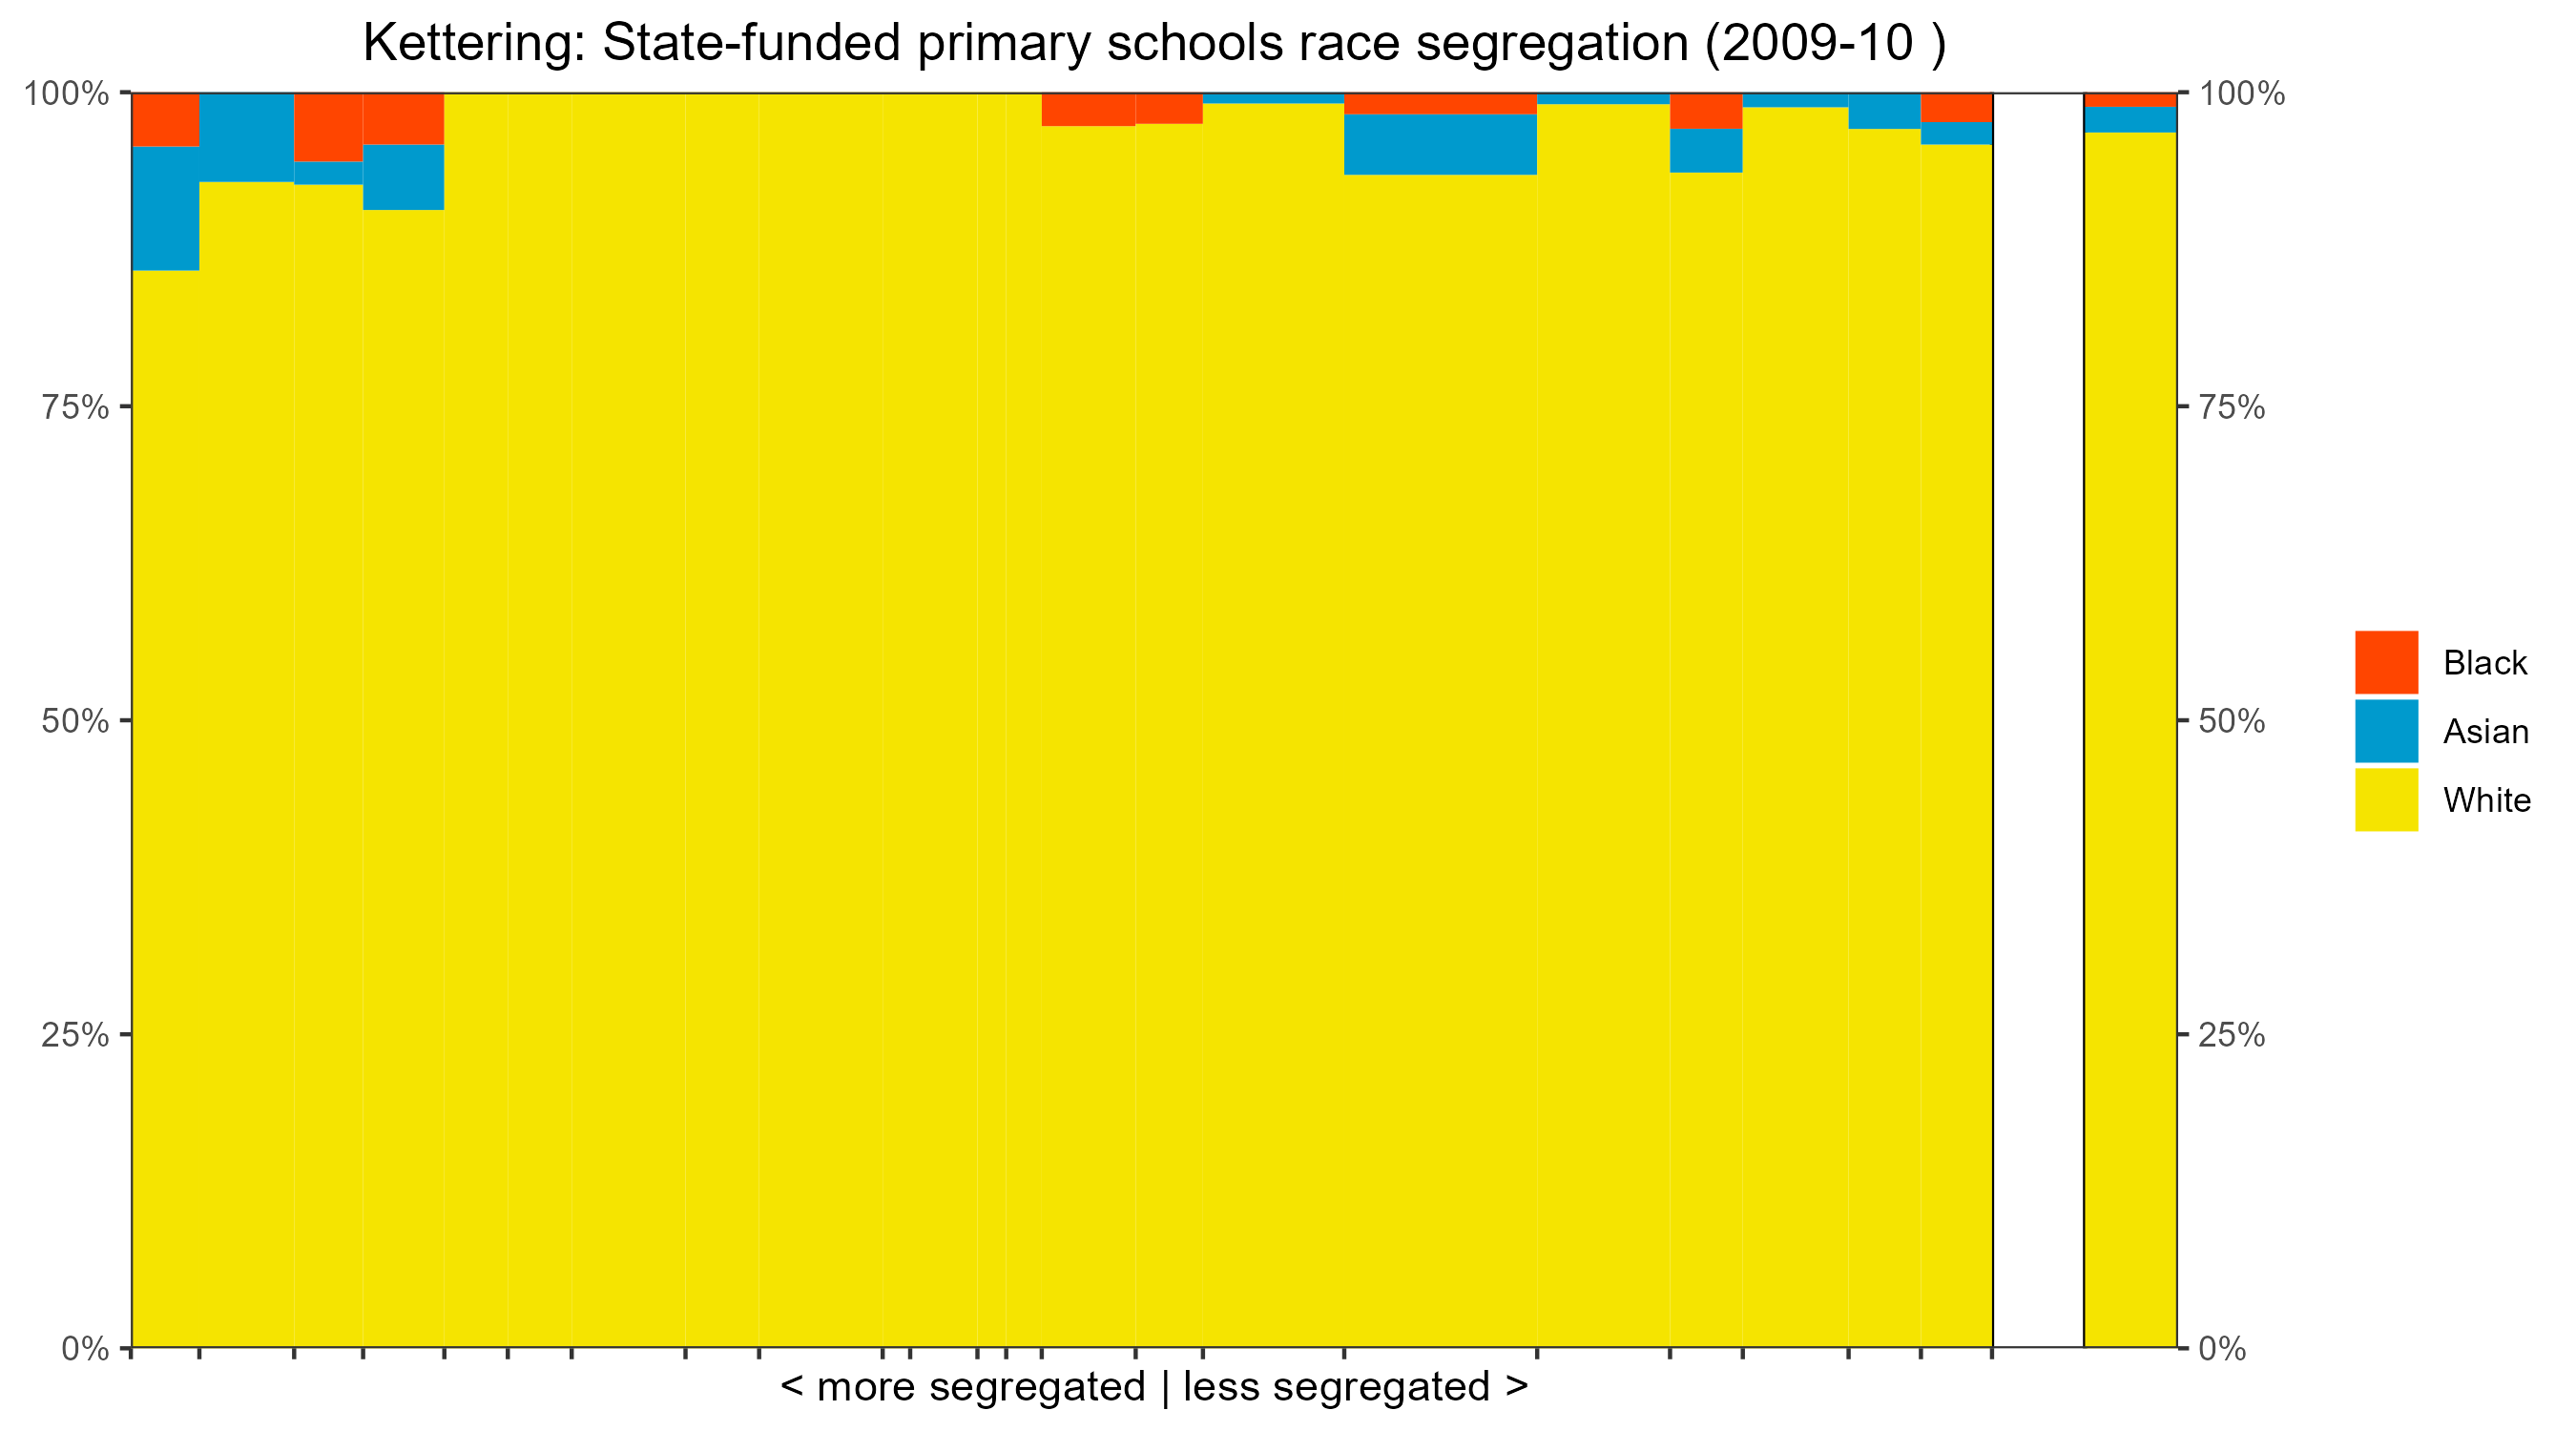 Kettering: State-funded primary schools race segregation (2009-10 )
100%
75%
50%
25%
0%
100%
75%
50%
25%
0%
< more segregated | less segregated >
Black
Asian
White